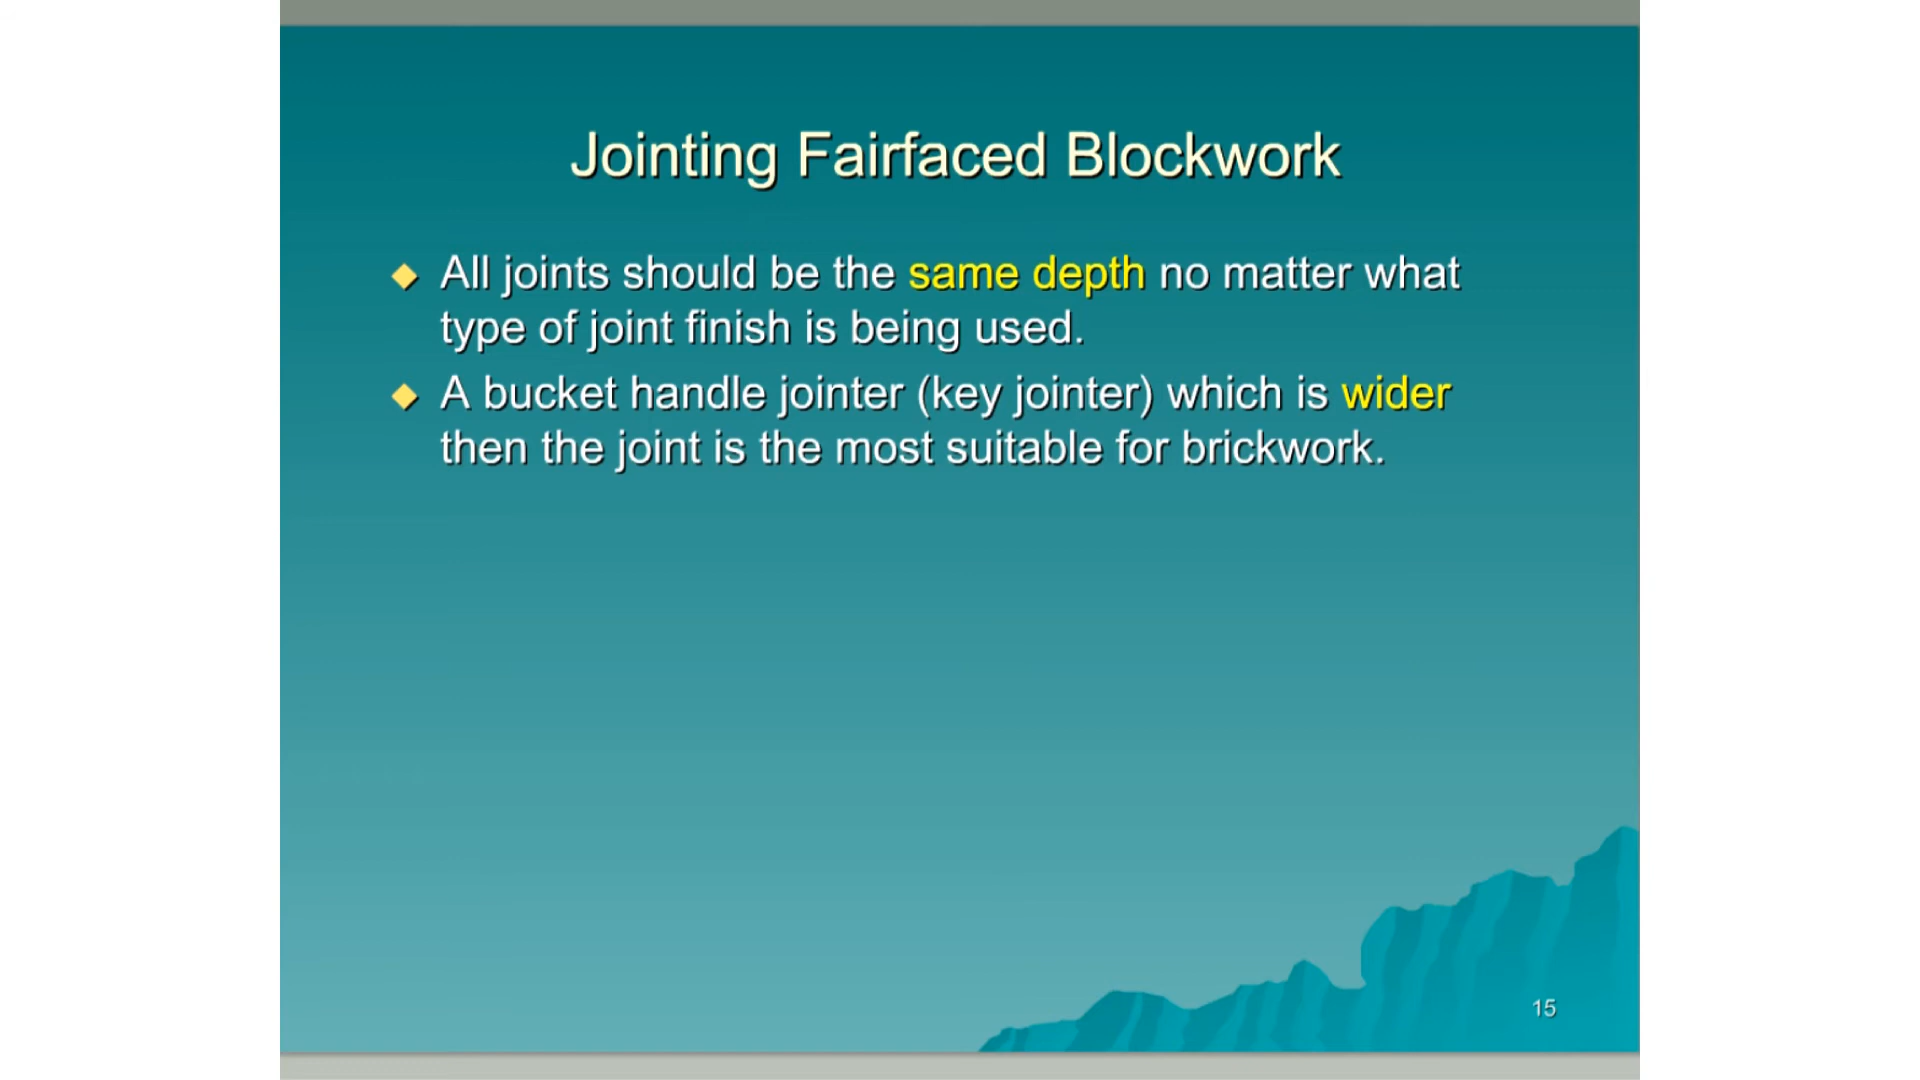 Jointing Fairfaced Blockwork
All joints should be the same depth no matter what
type of joint finish is being used.
A bucket handle jointer (key jointer) which is wider
then the joint is the most suitable for brickwork.
15